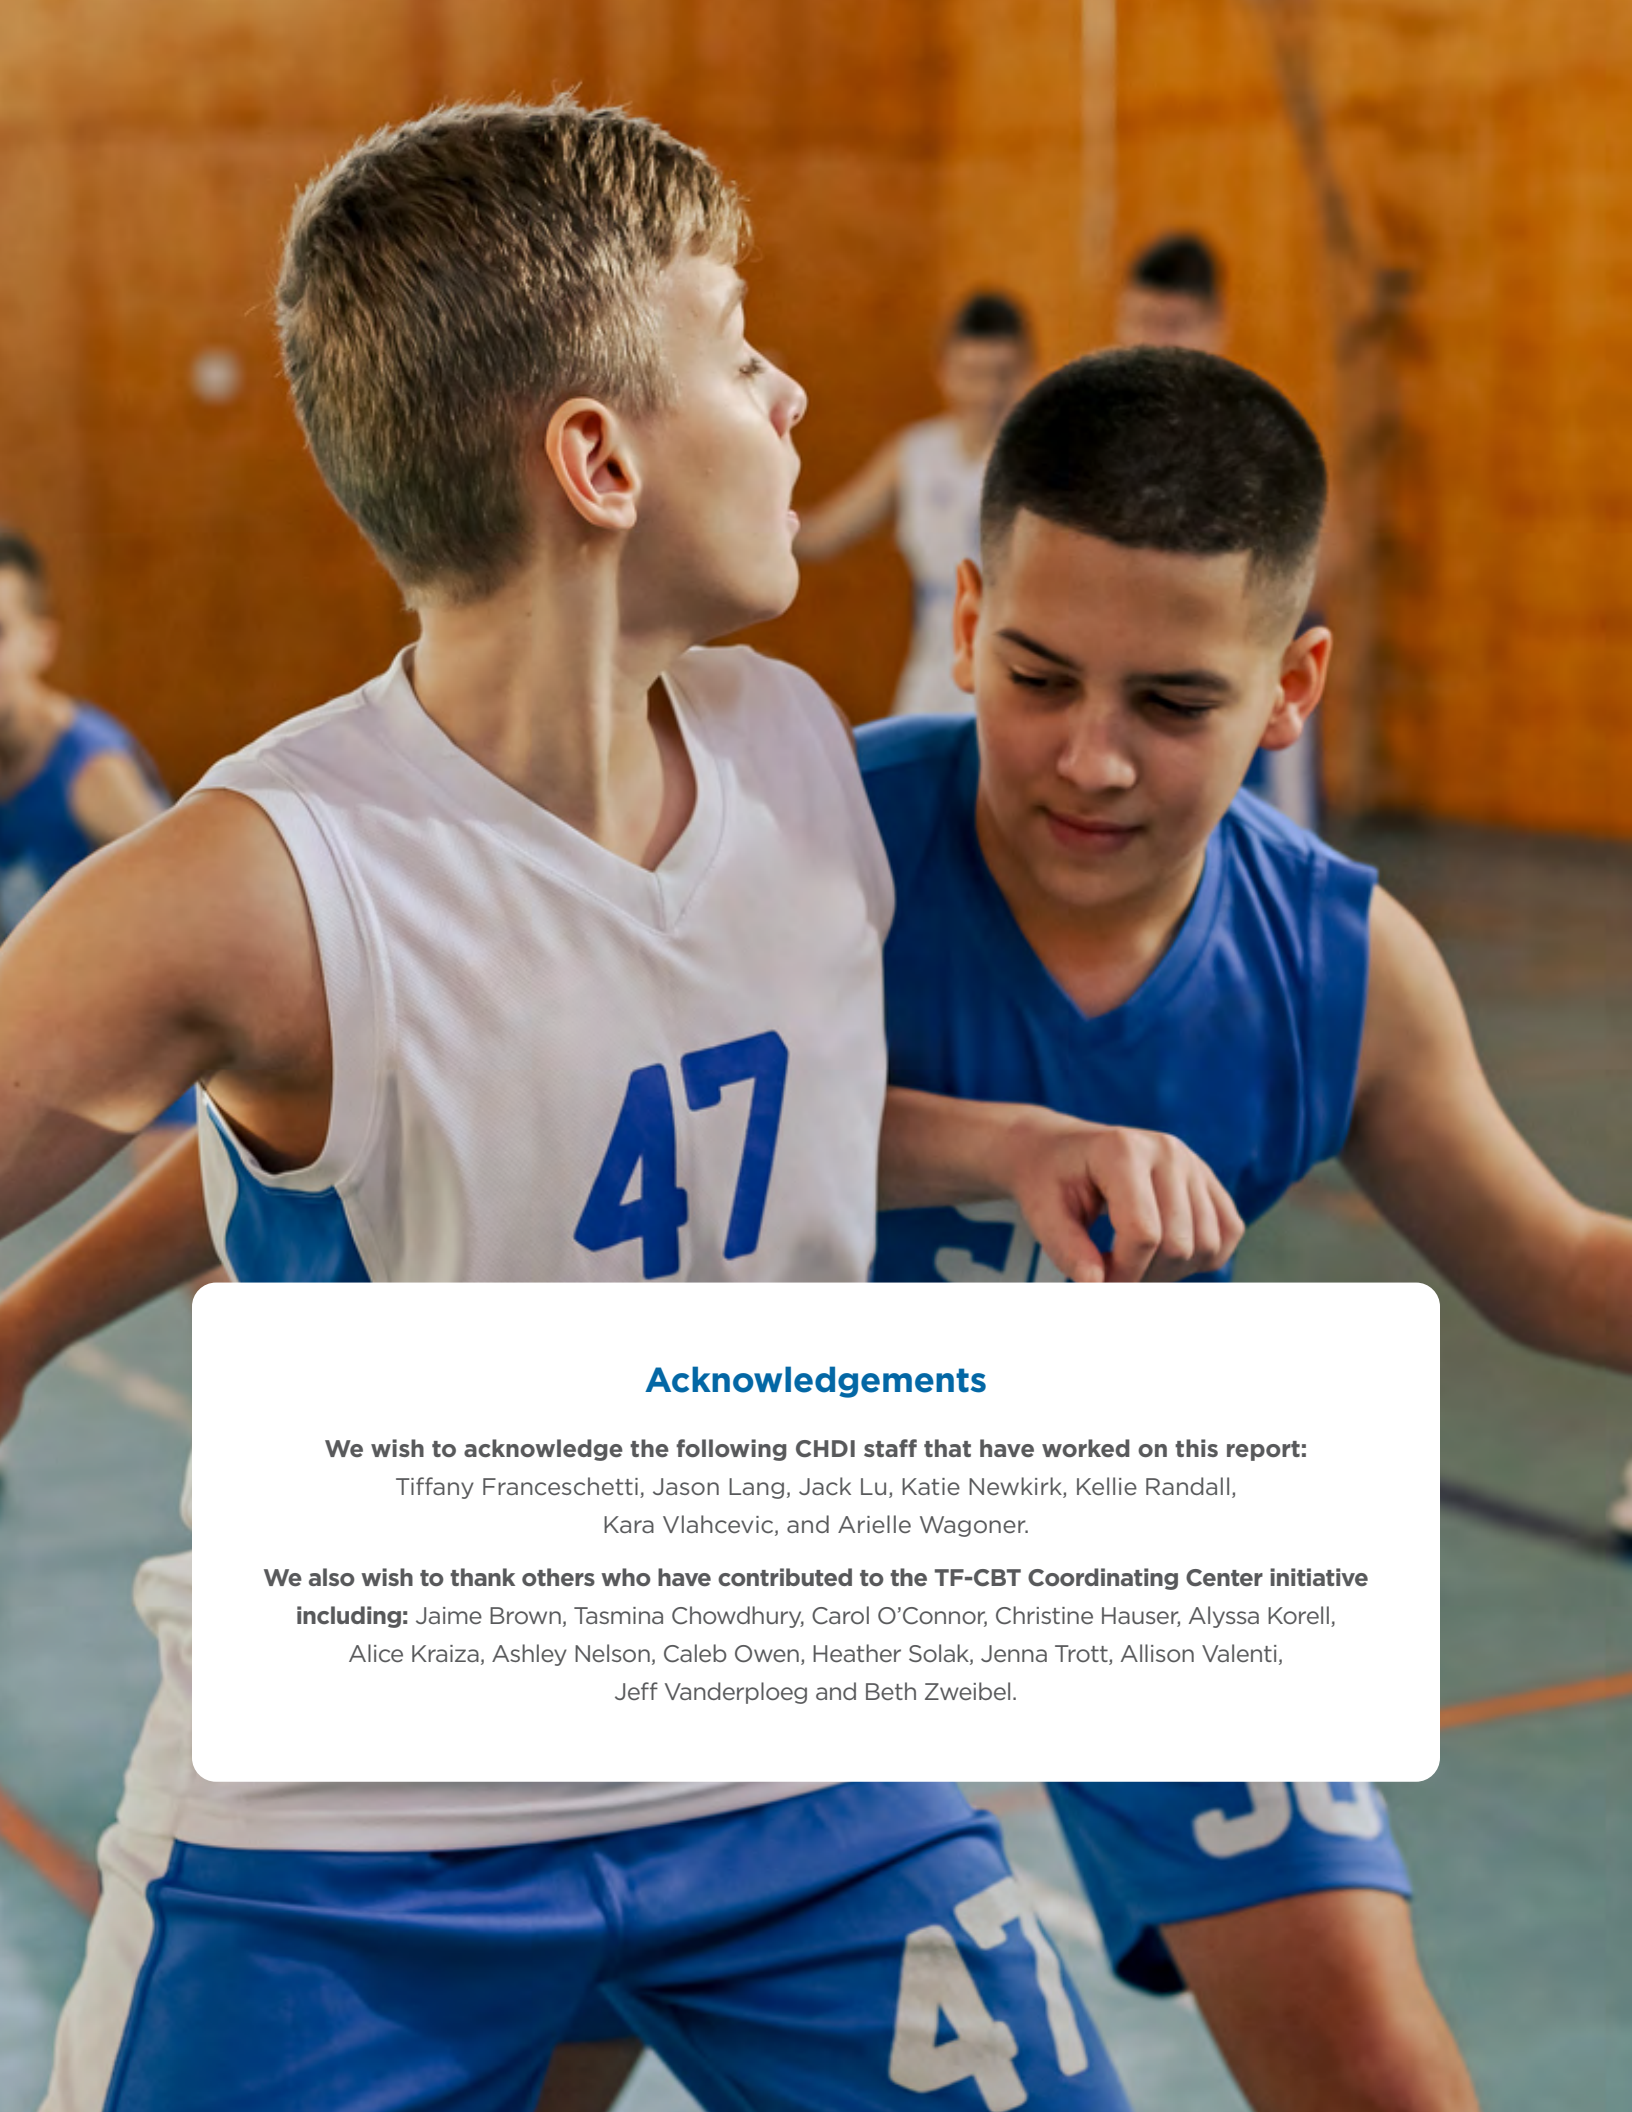 47
Acknowledgements
We wish to acknowledge the following CHDI staff that have worked on this report:
Tiffany Franceschetti, Jason Lang, Jack Lu, Katie Newkirk, Kellie Randall,
Kara Vlahcevic, and Arielle Wagoner.
We also wish to thank others who have contributed to the TF-CBT Coordinating Center initiative
including: Jaime Brown, Tasmina Chowdhury, Carol O’Connor, Christine Hauser, Alyssa Korell,
Alice Kraiza, Ashley Nelson, Caleb Owen, Heather Solak, Jenna Trott, Allison Valenti,
Jeff Vanderploeg and Beth Zweibel.
47